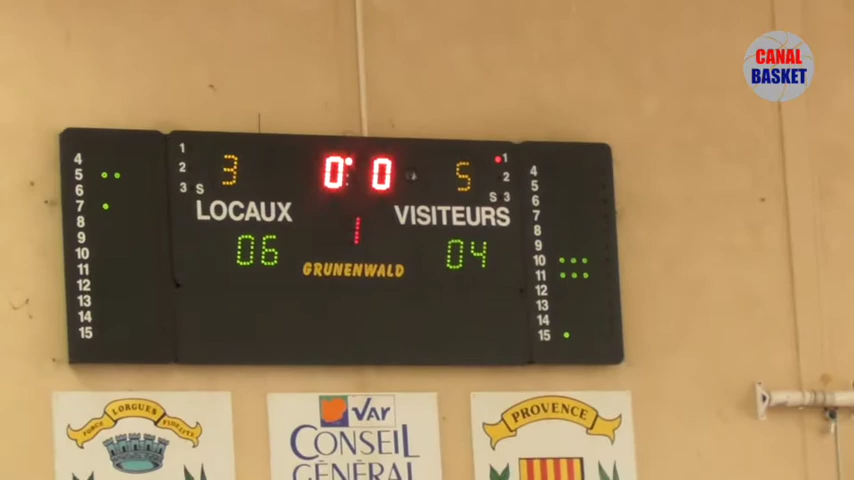 CANAL
BASKET
4
5
6
7
8
9
10
11
12
13
14
15
1
2
3 S
3
0 0
5
1
2
S 3
LOCAUX
VISITEURS
1
06
04
GRUNENWALD
4
5
6
7
8
9
10
11
12
13
14
15
LORGUES
FORCE FIDELITE
VAR
CONSEIL
GÉNÉRAL
PROVENCE